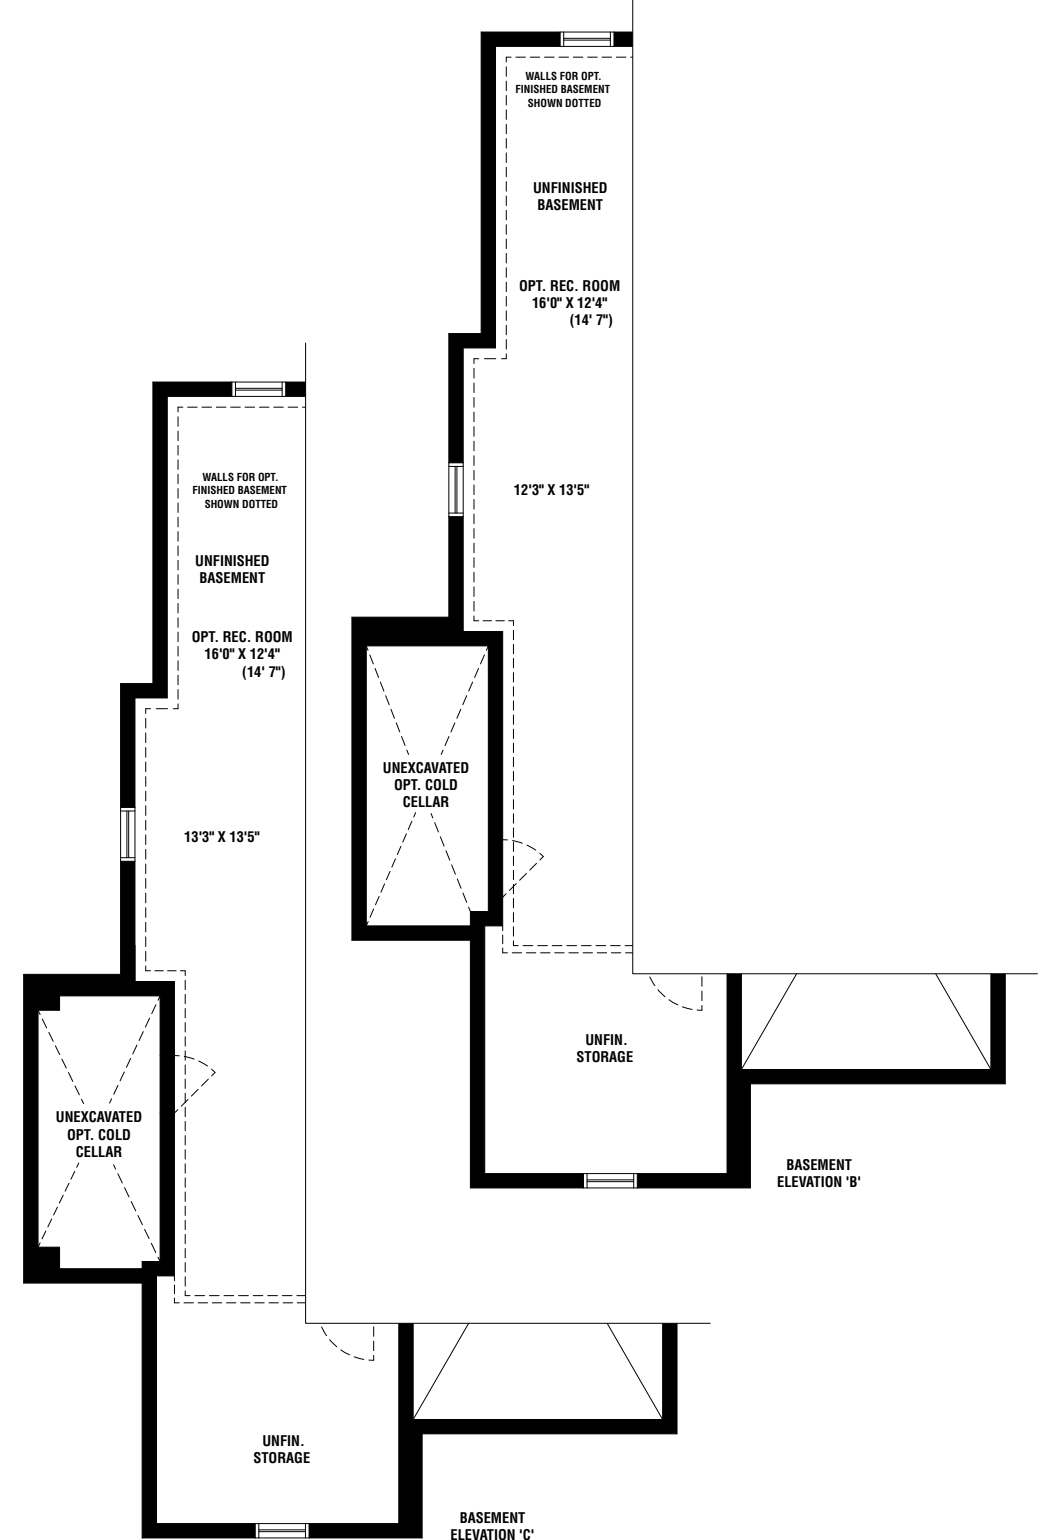 WALLS FOR OPT.
FINISHED BASEMENT
SHOWN DOTTED
UNFINISHED
BASEMENT
OPT. REC. ROOM
16'0" X 12'4"
(14' 7")
12'3" X 13'5"
UNEXCAVATED
OPT. COLD
CELLAR
UNFIN.
STORAGE
BASEMENT
ELEVATION 'B'
WALLS FOR OPT.
FINISHED BASEMENT
SHOWN DOTTED
UNFINISHED
BASEMENT
OPT. REC. ROOM
16'0" X 12'4"
(14' 7")
13'3" X 13'5"
UNEXCAVATED
OPT. COLD
CELLAR
UNFIN.
STORAGE
BASEMENT
ELEVATION 'C'